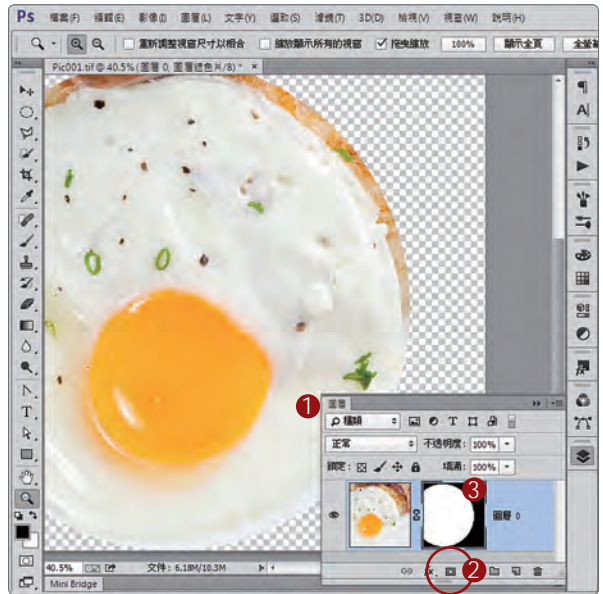 Ps 檔案(F) 編輯(E) 影像(I) 圖層(L) 文字(Y) 選取(S) 濾鏡(T) 3D(D) 檢視(V) 視窗(W) 說明(H)
重新調整視窗尺寸以相合 縮放顯示所有的視窗 拖曳縮放 100% 顯示全頁 全螢幕
Pic001.tif @ 40.5% (圖層 0, 圖層遮色片/8) * ×
1
圖層
種類
正常 不透明度: 100%
鎖定: 填滿: 100%
3
圖層 0
fx. 2
40.5% 文件: 6.18M/10.3M
Mini Bridge